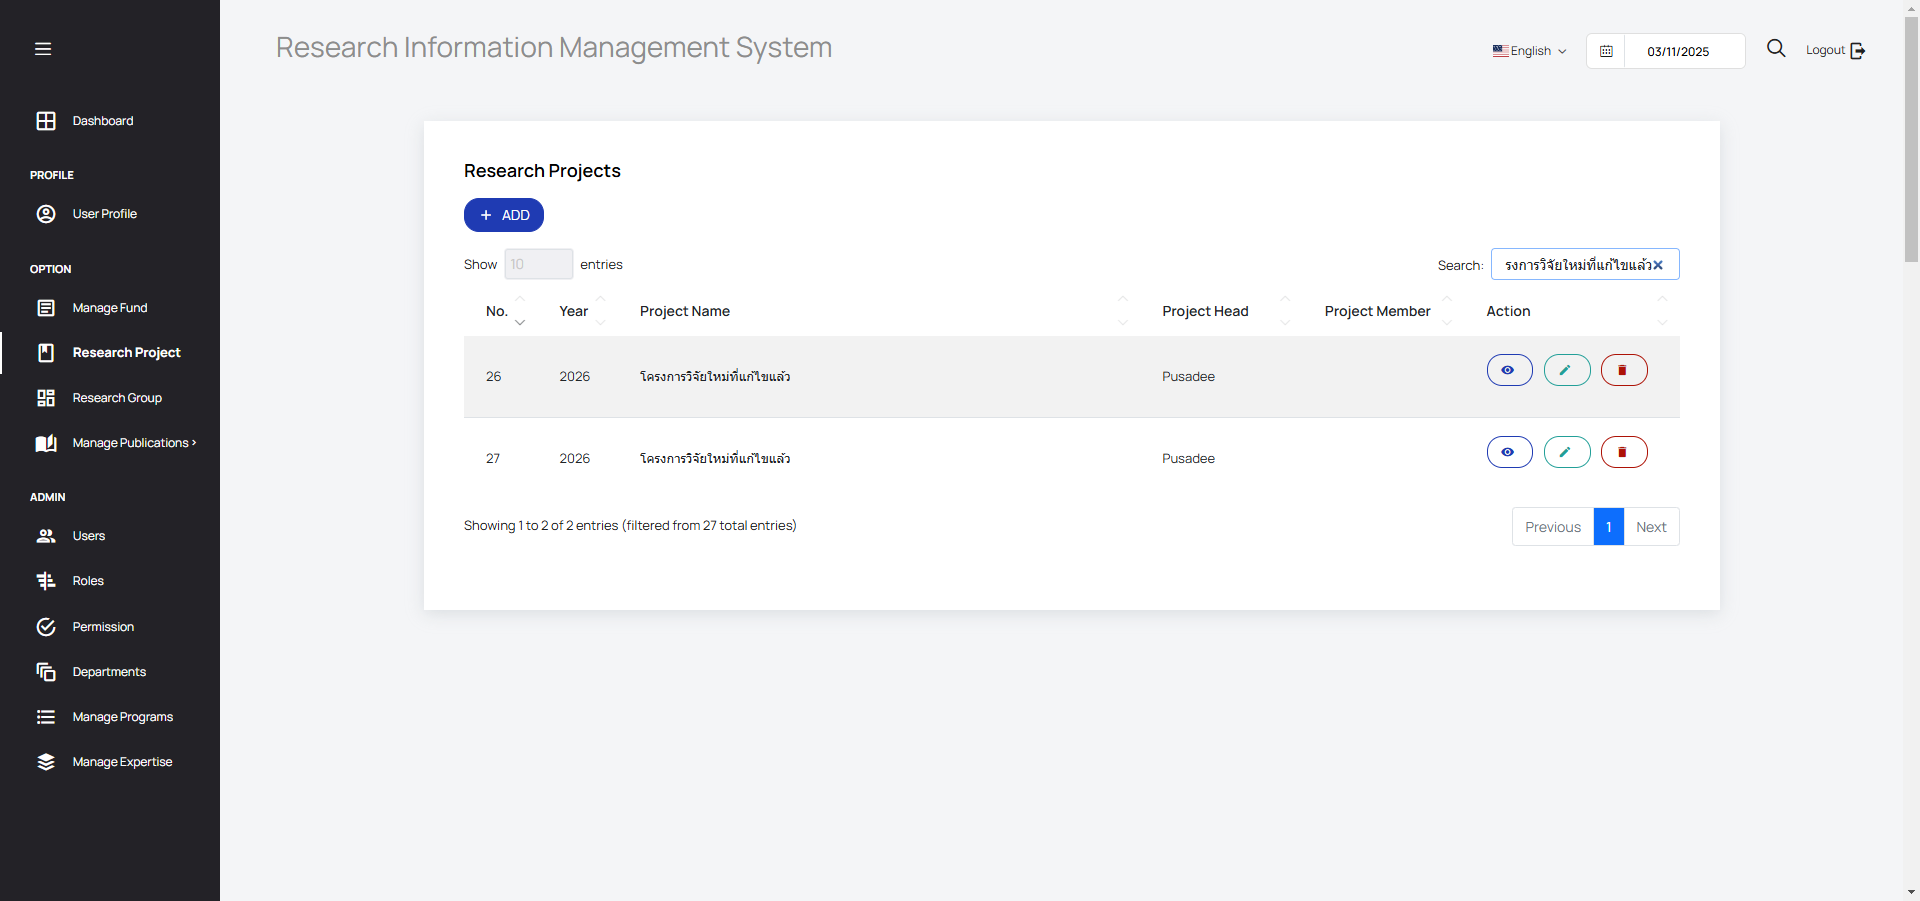 Research Information Management System
English
03/11/2025
Logout
Dashboard
PROFILE
User Profile
OPTION
Manage Fund
Research Project
Research Group
Manage Publications
ADMIN
Users
Roles
Permission
Departments
Manage Programs
Manage Expertise
Research Projects
+ ADD
Show 10 entries
Search: รงการวิจัยใหม่ที่แก้ไขแล้ว
No. Year Project Name Project Head Project Member Action
26 2026 โครงการวิจัยใหม่ที่แก้ไขแล้ว Pusadee
27 2026 โครงการวิจัยใหม่ที่แก้ไขแล้ว Pusadee
Showing 1 to 2 of 2 entries (filtered from 27 total entries)
Previous 1 Next